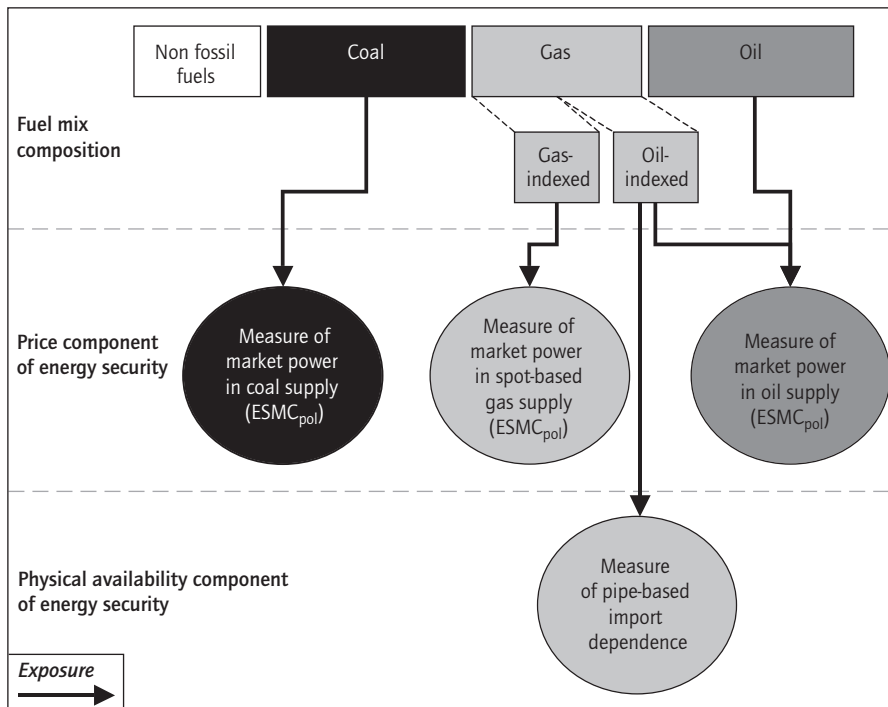 Non fossil
fuels
Coal
Gas
Oil
Fuel mix
composition
Gas-
indexed
Oil-
indexed
Price component
of energy security
Measure of
market power
in coal supply
(ESMCpol)
Measure of
market power
in spot-based
gas supply
(ESMCpol)
Measure of
market power
in oil supply
(ESMCpol)
Physical availability component
of energy security
Measure
of pipe-based
import
dependence
Exposure